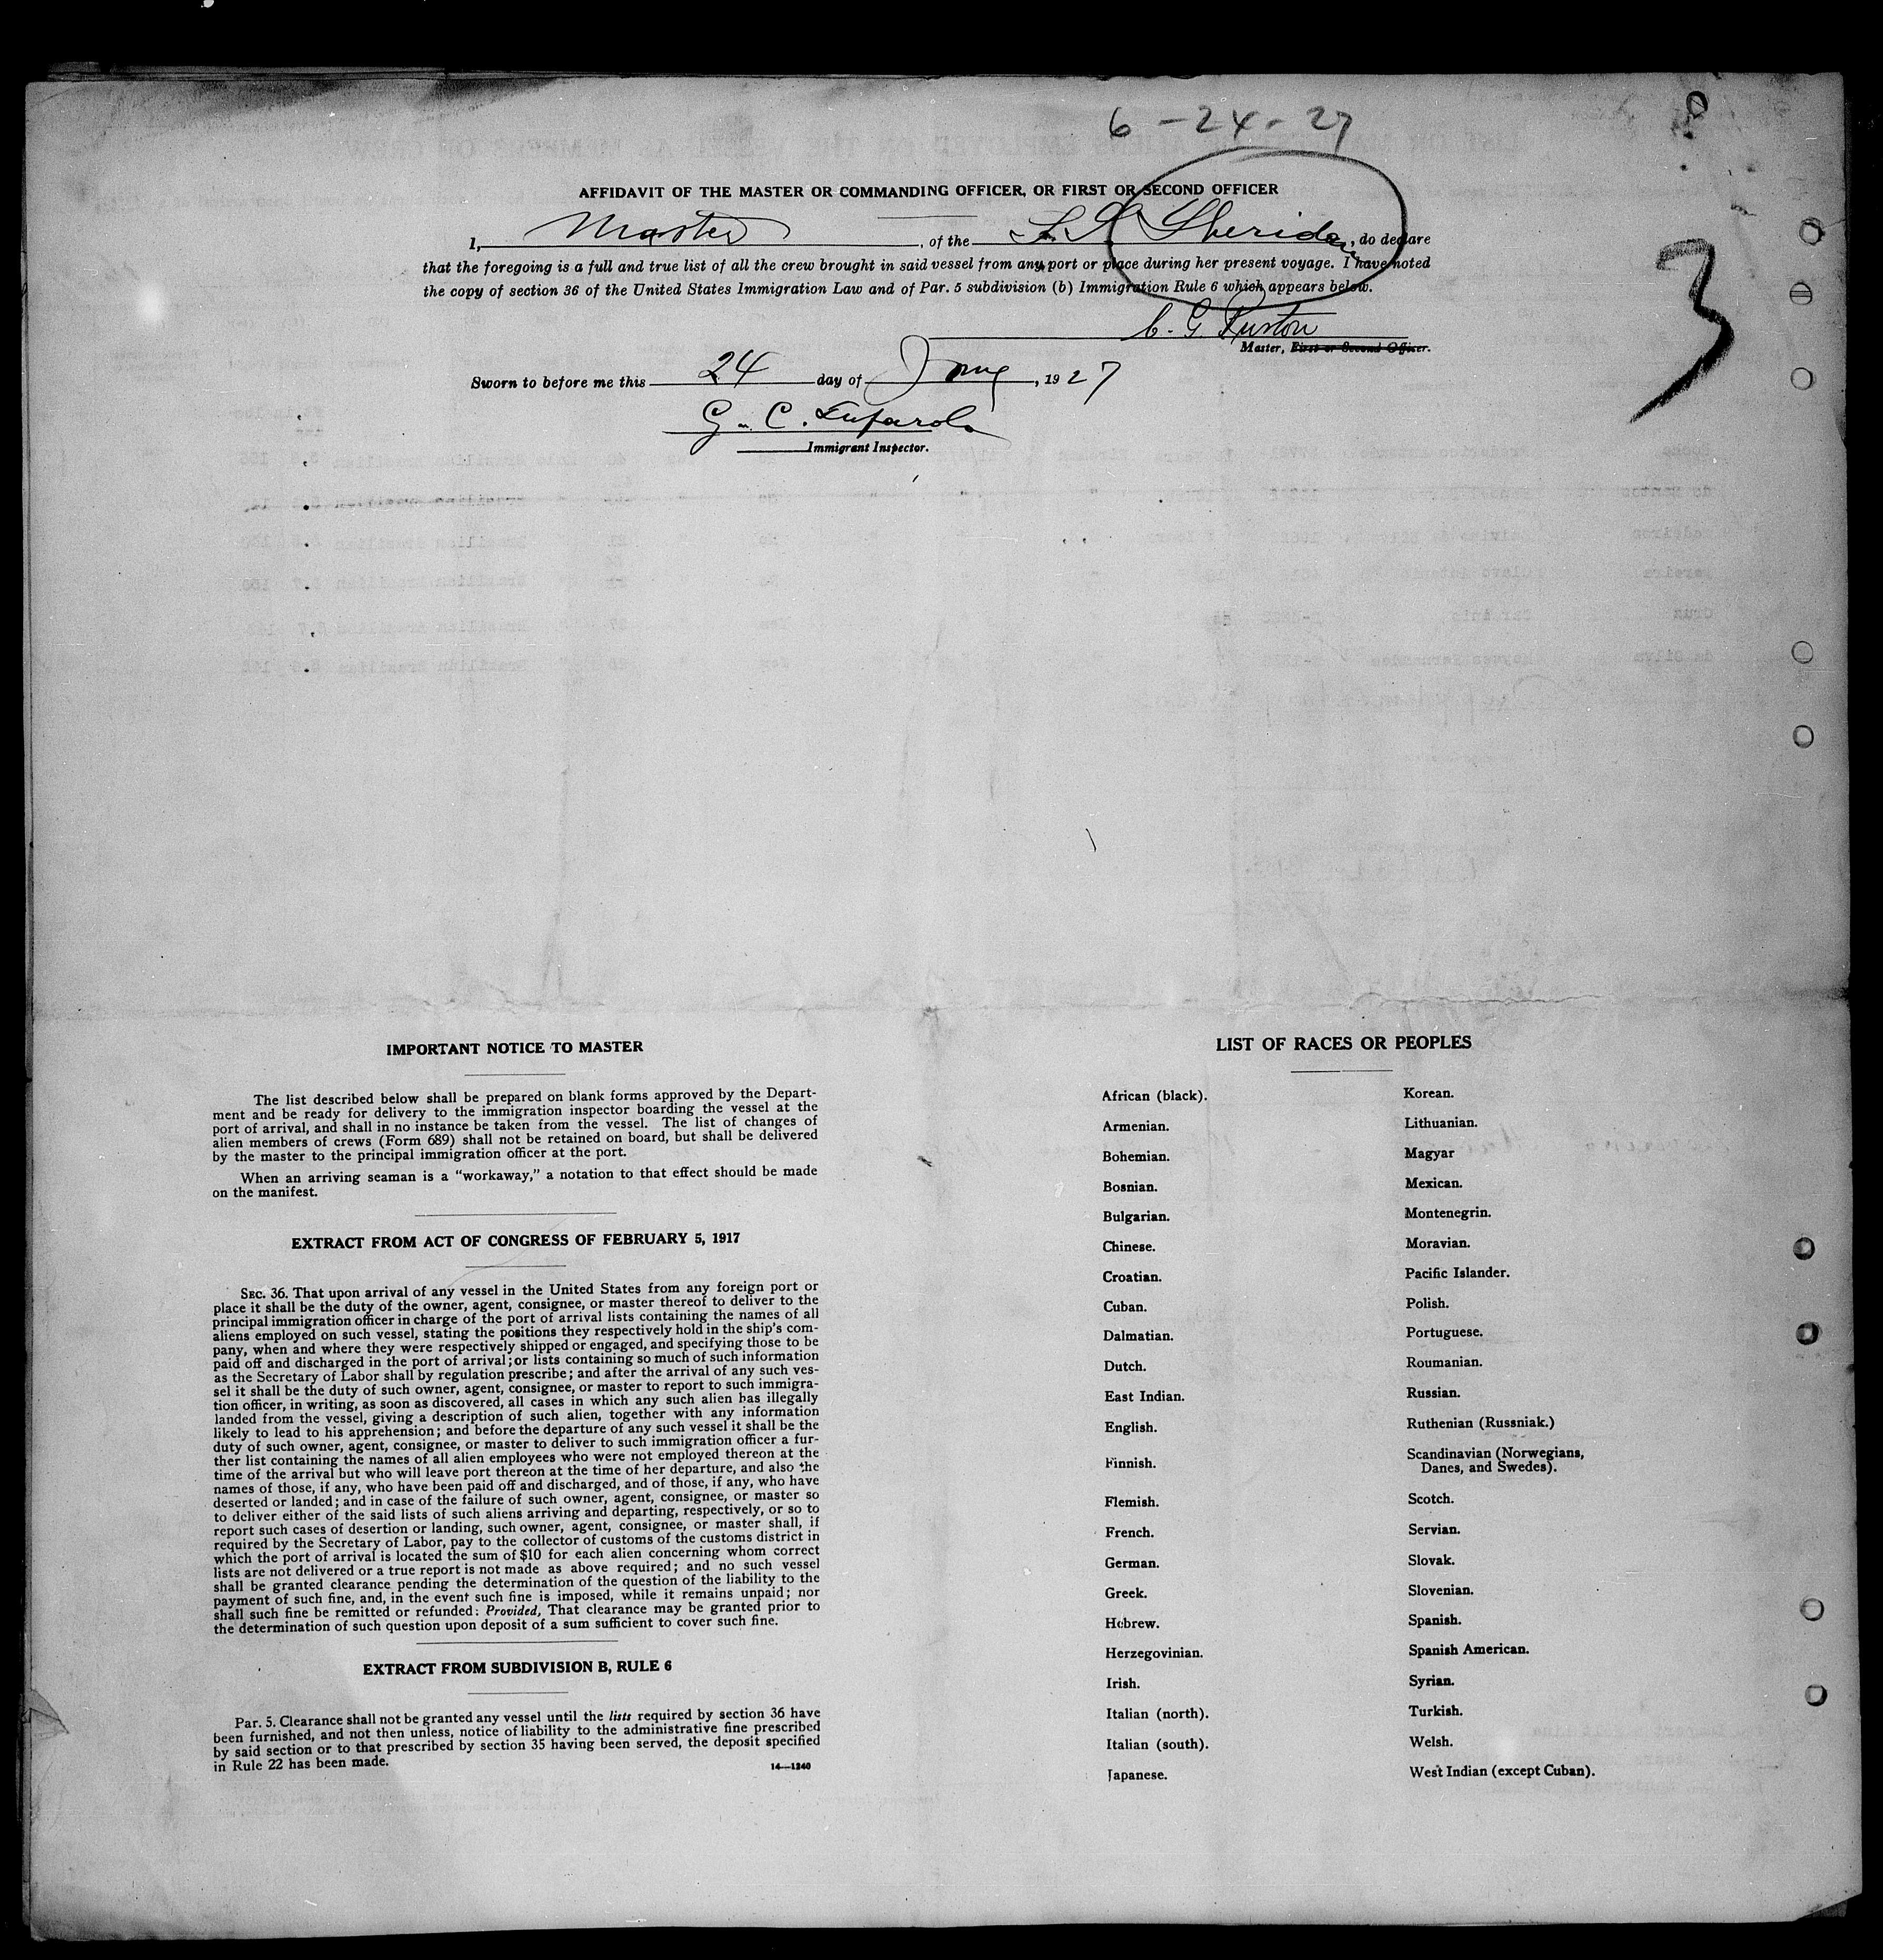 6-24-27
3
AFFIDAVIT OF THE MASTER OR COMMANDING OFFICER, OR FIRST OR SECOND OFFICER
I, Master, of the S.S. Sheridan, do declare
that the foregoing is a full and true list of all the crew brought in said vessel from any port or place during her present voyage. I have noted
the copy of section 36 of the United States Immigration Law and of Par. 5 subdivision (b) Immigration Rule 6 which appears below.
C. G. Ruston
Master, First or Second Officer.
Sworn to before me this 24 day of June, 1927
G. C.
Immigrant Inspector.
IMPORTANT NOTICE TO MASTER
The list described below shall be prepared on blank forms approved by the Depart-
ment and be ready for delivery to the immigration inspector boarding the vessel at the
port of arrival, and shall in no instance be taken from the vessel. The list of changes of
alien members of crews (Form 689) shall not be retained on board, but shall be delivered
by the master to the principal immigration officer at the port.
When an arriving seaman is a “workaway,” a notation to that effect should be made
on the manifest.
EXTRACT FROM ACT OF CONGRESS OF FEBRUARY 5, 1917
SEC. 36. That upon arrival of any vessel in the United States from any foreign port or
place it shall be the duty of the owner, agent, consignee, or master thereof to deliver to the
principal immigration officer in charge of the port of arrival lists containing the names of all
aliens employed on such vessel, stating the positions they respectively hold in the ship's com-
pany, when and where they were respectively shipped or engaged, and specifying those to be
paid off and discharged in the port of arrival; or lists containing so much of such information
as the Secretary of Labor shall by regulation prescribe; and after the arrival of any such ves-
sel it shall be the duty of such owner, agent, consignee, or master to report to such immigra-
tion officer, in writing, as soon as discovered, all cases in which any such alien has illegally
landed from the vessel, giving a description of such alien, together with any information
likely to lead to his apprehension; and before the departure of any such vessel it shall be the
duty of such owner, agent, consignee, or master to deliver to such immigration officer a fur-
ther list containing the names of all alien employees who were not employed thereon at the
time of the arrival but who will leave port thereon at the time of her departure, and also the
names of those, if any, who have been paid off and discharged, and of those, if any, who have
deserted or landed; and in case of the failure of such owner, agent, consignee, or master so
to deliver either of the said lists of such aliens arriving and departing, respectively, or so to
report such cases of desertion or landing, such owner, agent, consignee, or master shall, if
required by the Secretary of Labor, pay to the collector of customs of the customs district in
which the port of arrival is located the sum of $10 for each alien concerning whom correct
lists are not delivered or a true report is not made as above required; and no such vessel
shall be granted clearance pending the determination of the question of the liability to the
payment of such fine, and, in the event such fine is imposed, while it remains unpaid; nor
shall such fine be remitted or refunded: Provided, That clearance may be granted prior to
the determination of such question upon deposit of a sum sufficient to cover such fine.
EXTRACT FROM SUBDIVISION B, RULE 6
Par. 5. Clearance shall not be granted any vessel until the lists required by section 36 have
been furnished, and not then unless, notice of liability to the administrative fine prescribed
by said section or to that prescribed by section 35 having been served, the deposit specified
in Rule 22 has been made.
14—1240
LIST OF RACES OR PEOPLES
African (black).
Armenian.
Bohemian.
Bosnian.
Bulgarian.
Chinese.
Croatian.
Cuban.
Dalmatian.
Dutch.
East Indian.
English.
Finnish.
Flemish.
French.
German.
Greek.
Hebrew.
Herzegovinian.
Irish.
Italian (north).
Italian (south).
Japanese.
Korean.
Lithuanian.
Magyar
Mexican.
Montenegrin.
Moravian.
Pacific Islander.
Polish.
Portuguese.
Roumanian.
Russian.
Ruthenian (Russniak.)
Scandinavian (Norwegians,
Danes, and Swedes).
Scotch.
Servian.
Slovak.
Slovenian.
Spanish.
Spanish American.
Syrian.
Turkish.
Welsh.
West Indian (except Cuban).